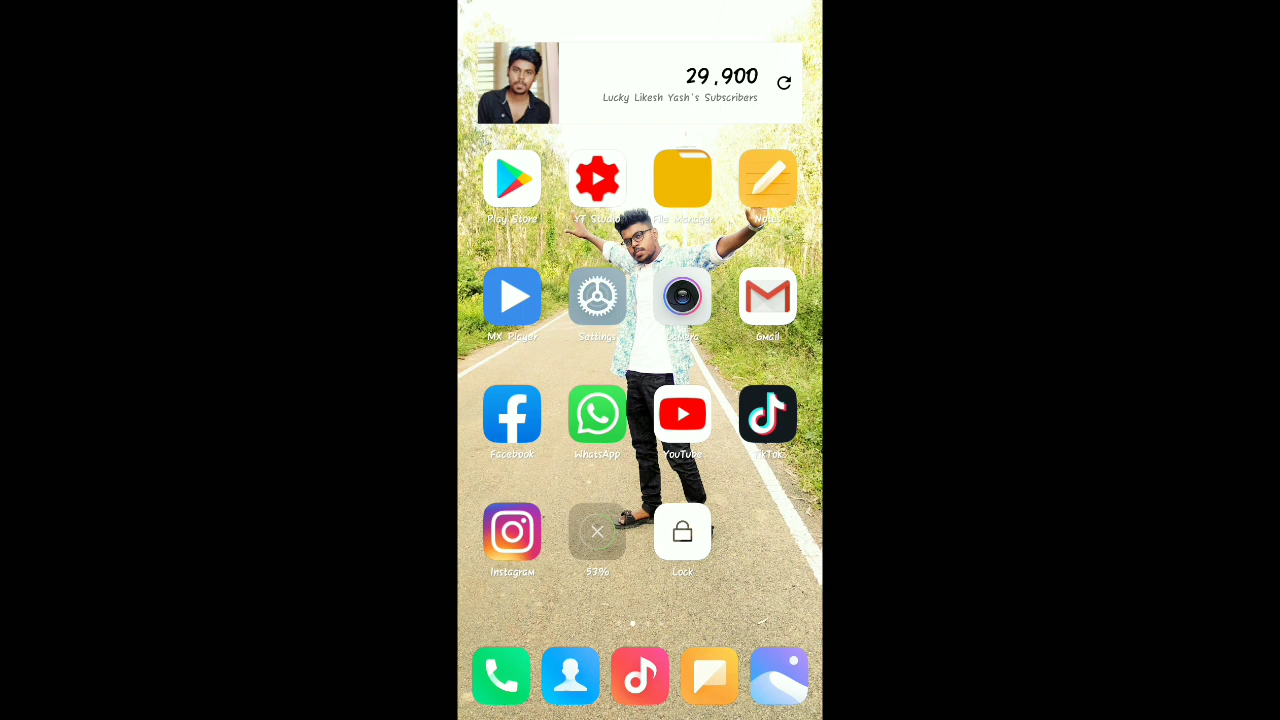 29,900
Lucky Likesh Yash's Subscribers
Play Store
YT Studio
File Manager
Notes
MX Player
Settings
Camera
Gmail
Facebook
WhatsApp
YouTube
TikTok
Instagram
53%
Lock